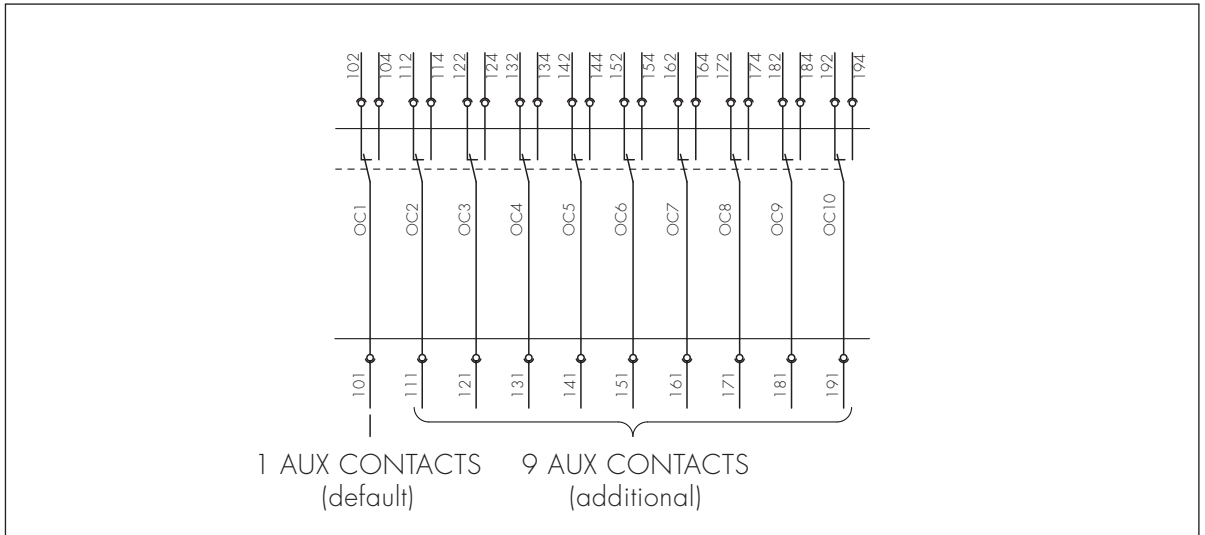 102 104 112 114 122 124 132 134 142 144 152 154 162 164 172 174 182 184 192 194
OC1 OC2 OC3 OC4 OC5 OC6 OC7 OC8 OC9 OC10
101 111 121 131 141 151 161 171 181 191
1 AUX CONTACTS 9 AUX CONTACTS
(default) (additional)